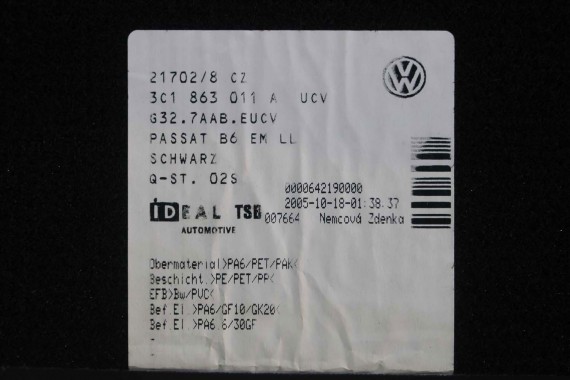 21702/8 CZ
3C1 863 011 A UCV
G32.7AAB.EUCV
PASSAT B6 EM LL
SCHWARZ
Q-ST. 02S
0000642190000
2005-10-18-01:38.37
007664 Nemcová Zdenka
IDEAL TSB
AUTOMOTIVE
Obermaterial>PA6/PET/PAK<
Beschicht.>PE/PET/PP<
EFB>Bw/PVC<
Bef.El.>PA6/GF10/GK20<
Bef.El.>PA6.6/30GF
VW